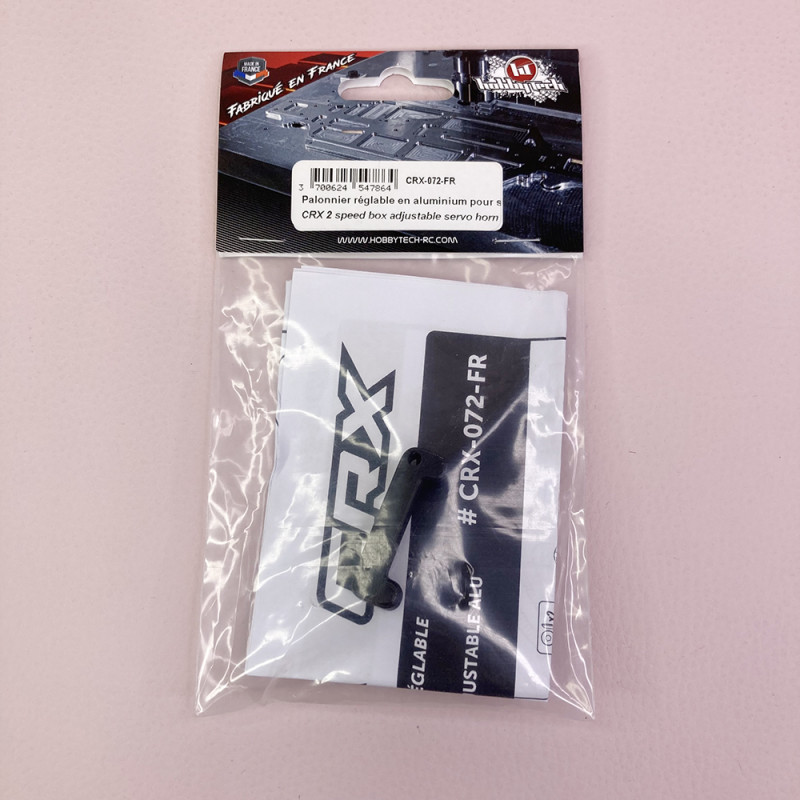 MADE IN
FRANCE
FABRIQUÉ EN FRANCE
hobbytech
3 700624 547864
CRX-072-FR
Palonnier réglable en aluminium pour s
CRX 2 speed box adjustable servo horn
WWW.HOBBYTECH-RC.COM
CRX
# CRX-072-FR
ÉGLABLE
USTABLE ALU